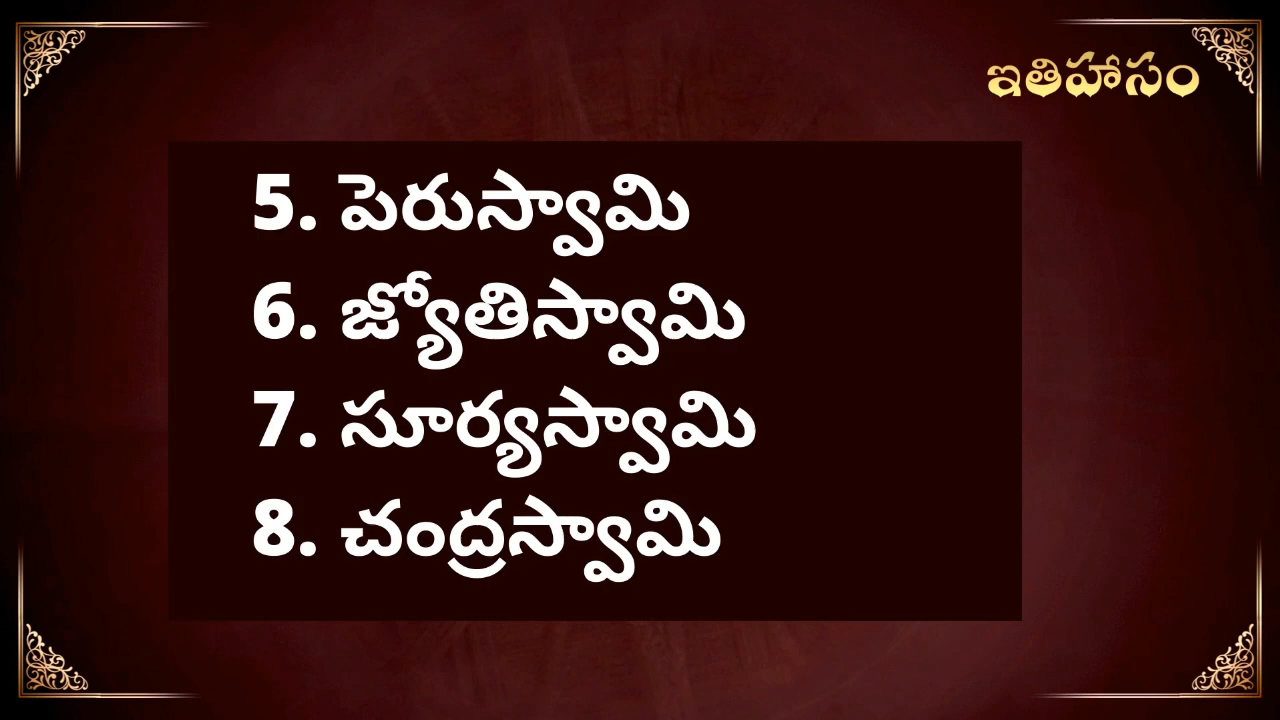 ఇతిహాసం
5. పెరుస్వామి
6. జ్యోతిస్వామి
7. సూర్యస్వామి
8. చంద్రస్వామి